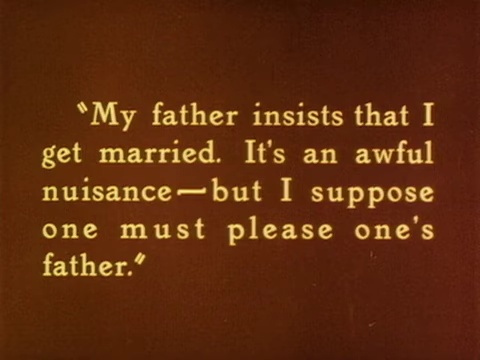 "My father insists that I
get married. It's an awful
nuisance—but I suppose
one must please one's
father."